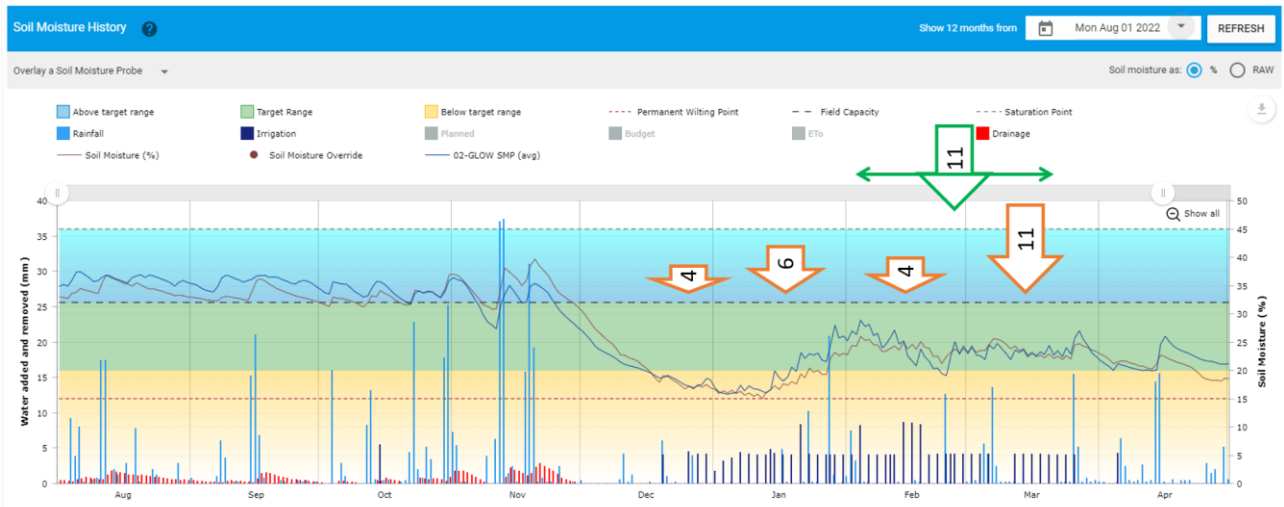 Soil Moisture History ?
Show 12 months from Mon Aug 01 2022 REFRESH
Overlay a Soil Moisture Probe
Soil moisture as: % RAW
Above target range Target Range Below target range Permanent Wilting Point Field Capacity Saturation Point
Rainfall Irrigation Planned Budget ETo Drainage
Soil Moisture (%) Soil Moisture Override 02-GLOW SMP (avg)
11
Show all
4
6
4
11
Water added and removed (mm)
40
35
30
25
20
15
10
5
0
Soil Moisture (%)
50
45
40
35
30
25
20
15
10
5
0
Aug Sep Oct Nov Dec Jan Feb Mar Apr